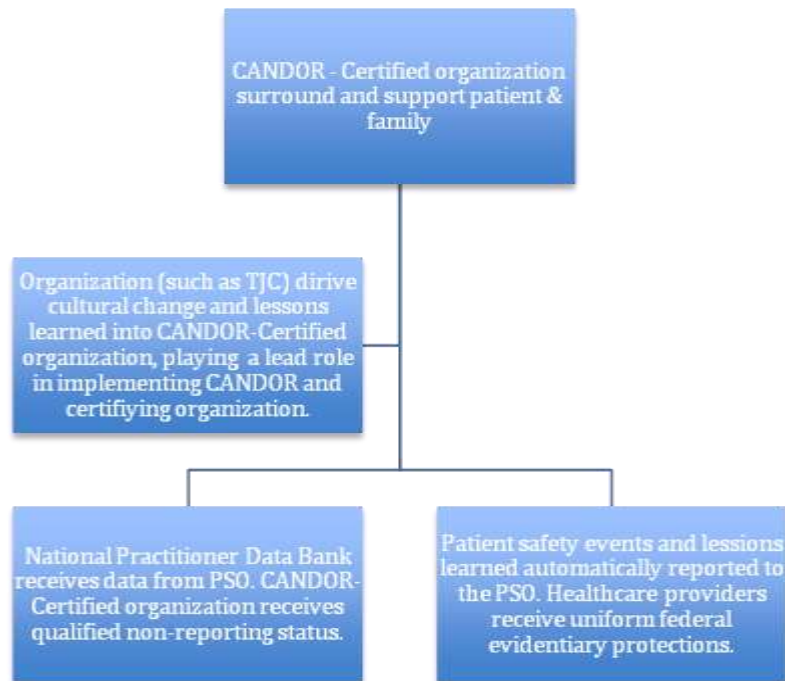 CANDOR - Certified organization
surround and support patient &
family
Organization (such as TJC) dirive
cultural change and lessons
learned into CANDOR-Certified
organization, playing a lead role
in implementing CANDOR and
certifiying organization.
National Practitioner Data Bank
receives data from PSO. CANDOR-
Certified organization receives
qualified non-reporting status.
Patient safety events and lessions
learned automatically reported to
the PSO. Healthcare providers
receive uniform federal
evidentiary protections.